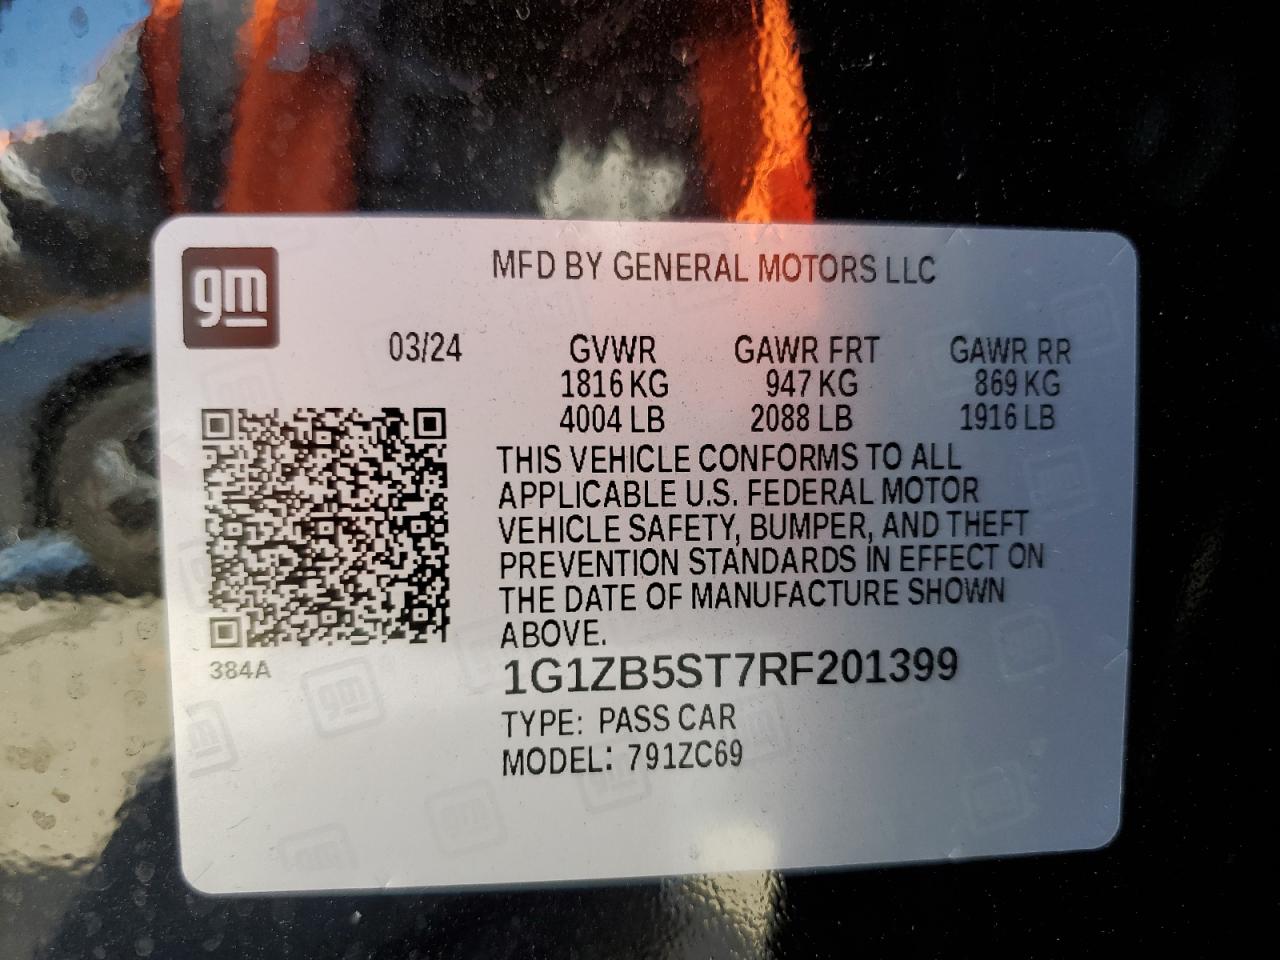 gm
MFD BY GENERAL MOTORS LLC
03/24 GVWR GAWR FRT GAWR RR
1816 KG 947 KG 869 KG
4004 LB 2088 LB 1916 LB
THIS VEHICLE CONFORMS TO ALL
APPLICABLE U.S. FEDERAL MOTOR
VEHICLE SAFETY, BUMPER, AND THEFT
PREVENTION STANDARDS IN EFFECT ON
THE DATE OF MANUFACTURE SHOWN
ABOVE.
384A
1G1ZB5ST7RF201399
TYPE: PASS CAR
MODEL: 791ZC69